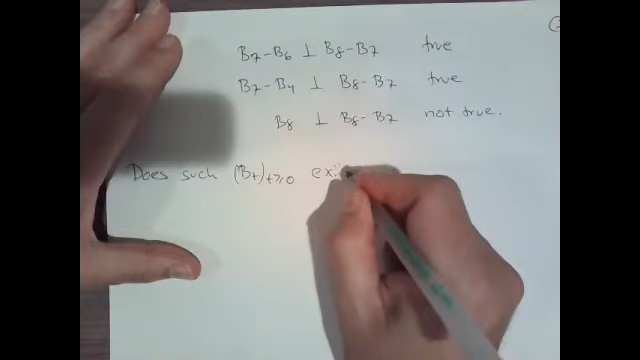 B₇-B₆ ⊥ B₈-B₇ true
B₇-B₄ ⊥ B₈-B₇ true
B₈ ⊥ B₈-B₇ not true.
Does such (Bₜ)ₜ≥₀ exi